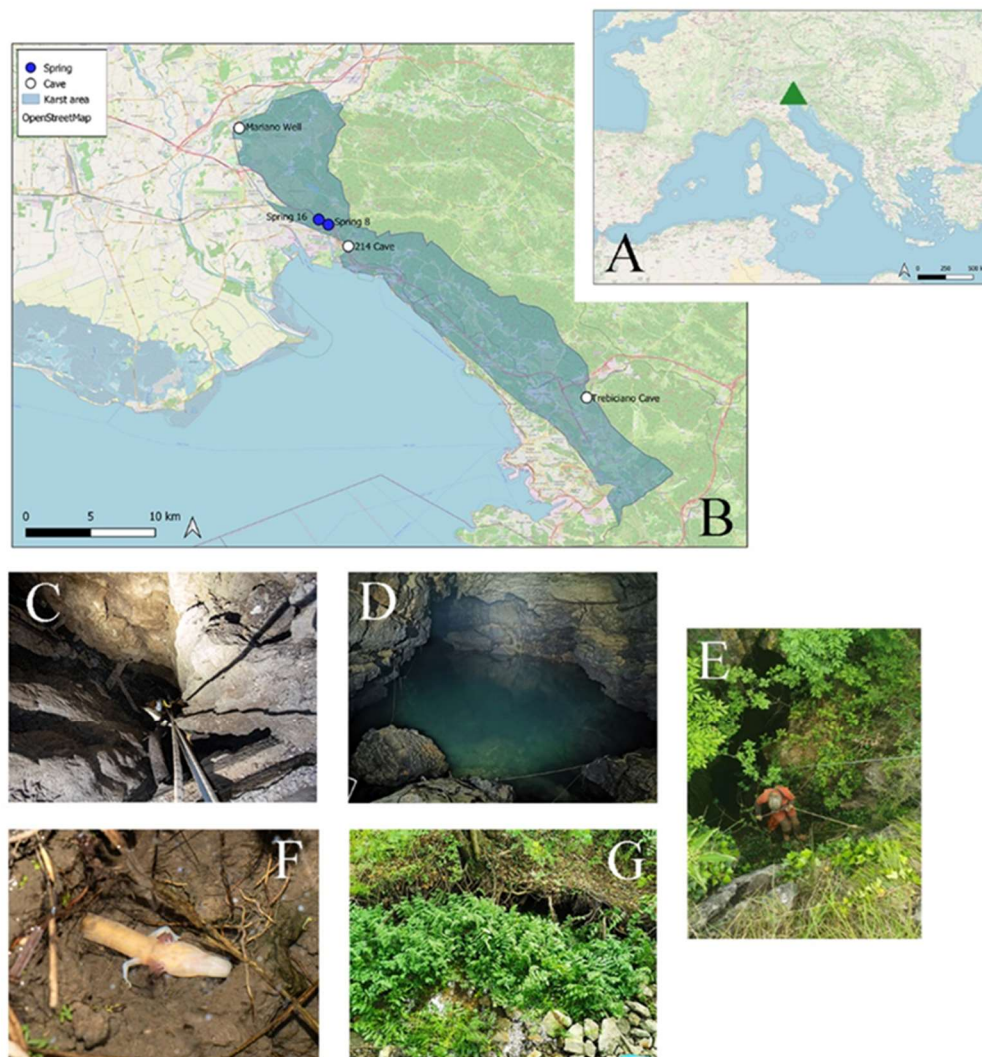 Spring
Cave
Karst area
OpenStreetMap
Mariano Well
Spring 16
Spring 8
214 Cave
Trebiciano Cave
0 5 10 km
B
A
0 250 500
C
D
E
F
G